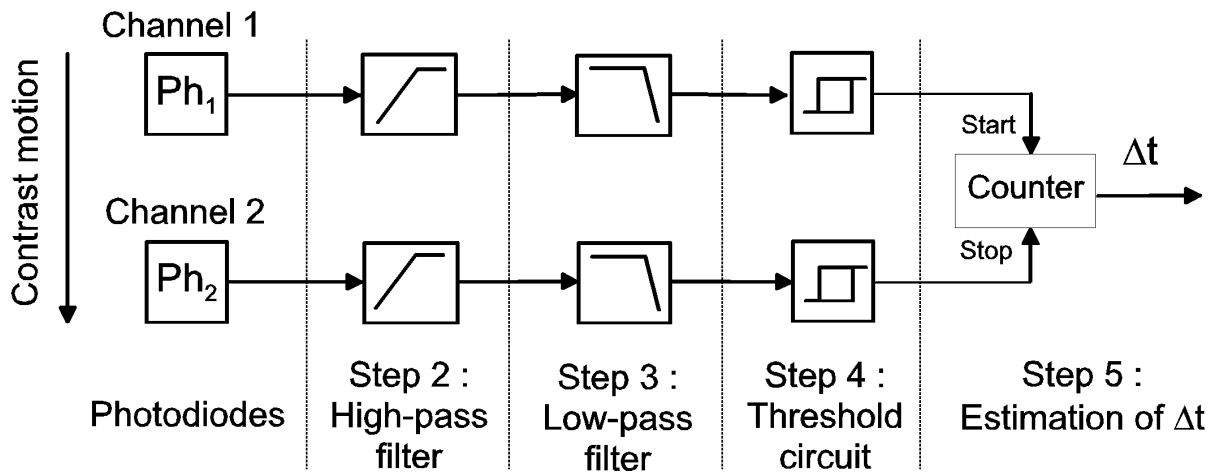 Channel 1
Contrast motion
Ph1
Start
Δt
Counter
Channel 2
Ph2
Stop
Photodiodes
Step 2 :
High-pass
filter
Step 3 :
Low-pass
filter
Step 4 :
Threshold
circuit
Step 5 :
Estimation of Δt